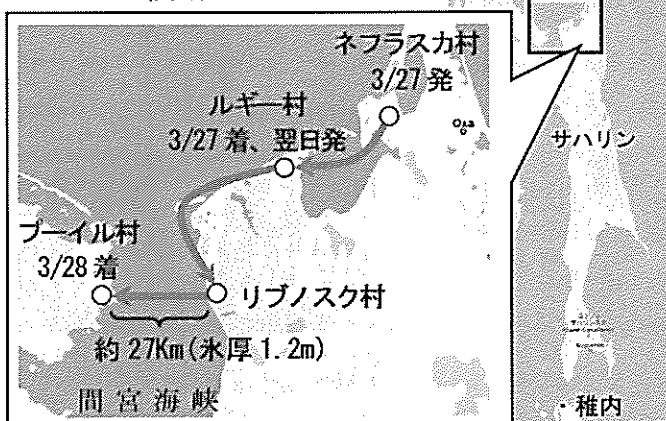 ネフラスカ村
3/27 発
ルギー村
3/27 着、翌日発
サハリン
プーイル村
3/28 着
リブノスク村
約 27Km(氷厚 1.2m)
間宮海峡
・稚内